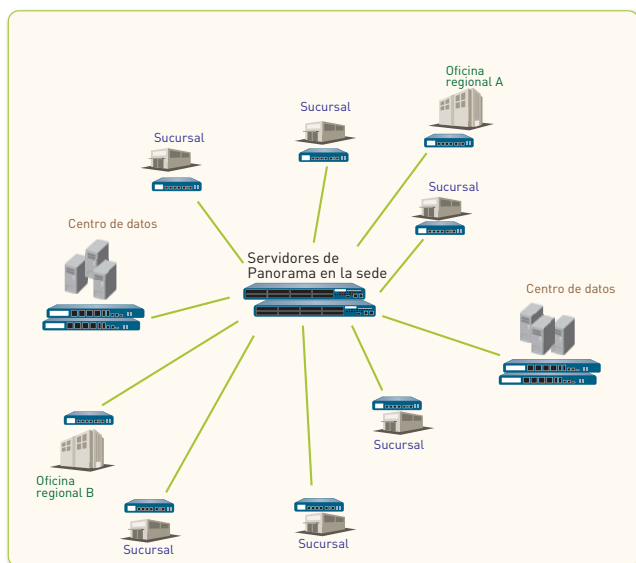 Oficina
regional A
Sucursal
Sucursal
Sucursal
Centro de datos
Servidores de
Panorama en la sede
Centro de datos
Sucursal
Oficina
regional B
Sucursal
Sucursal